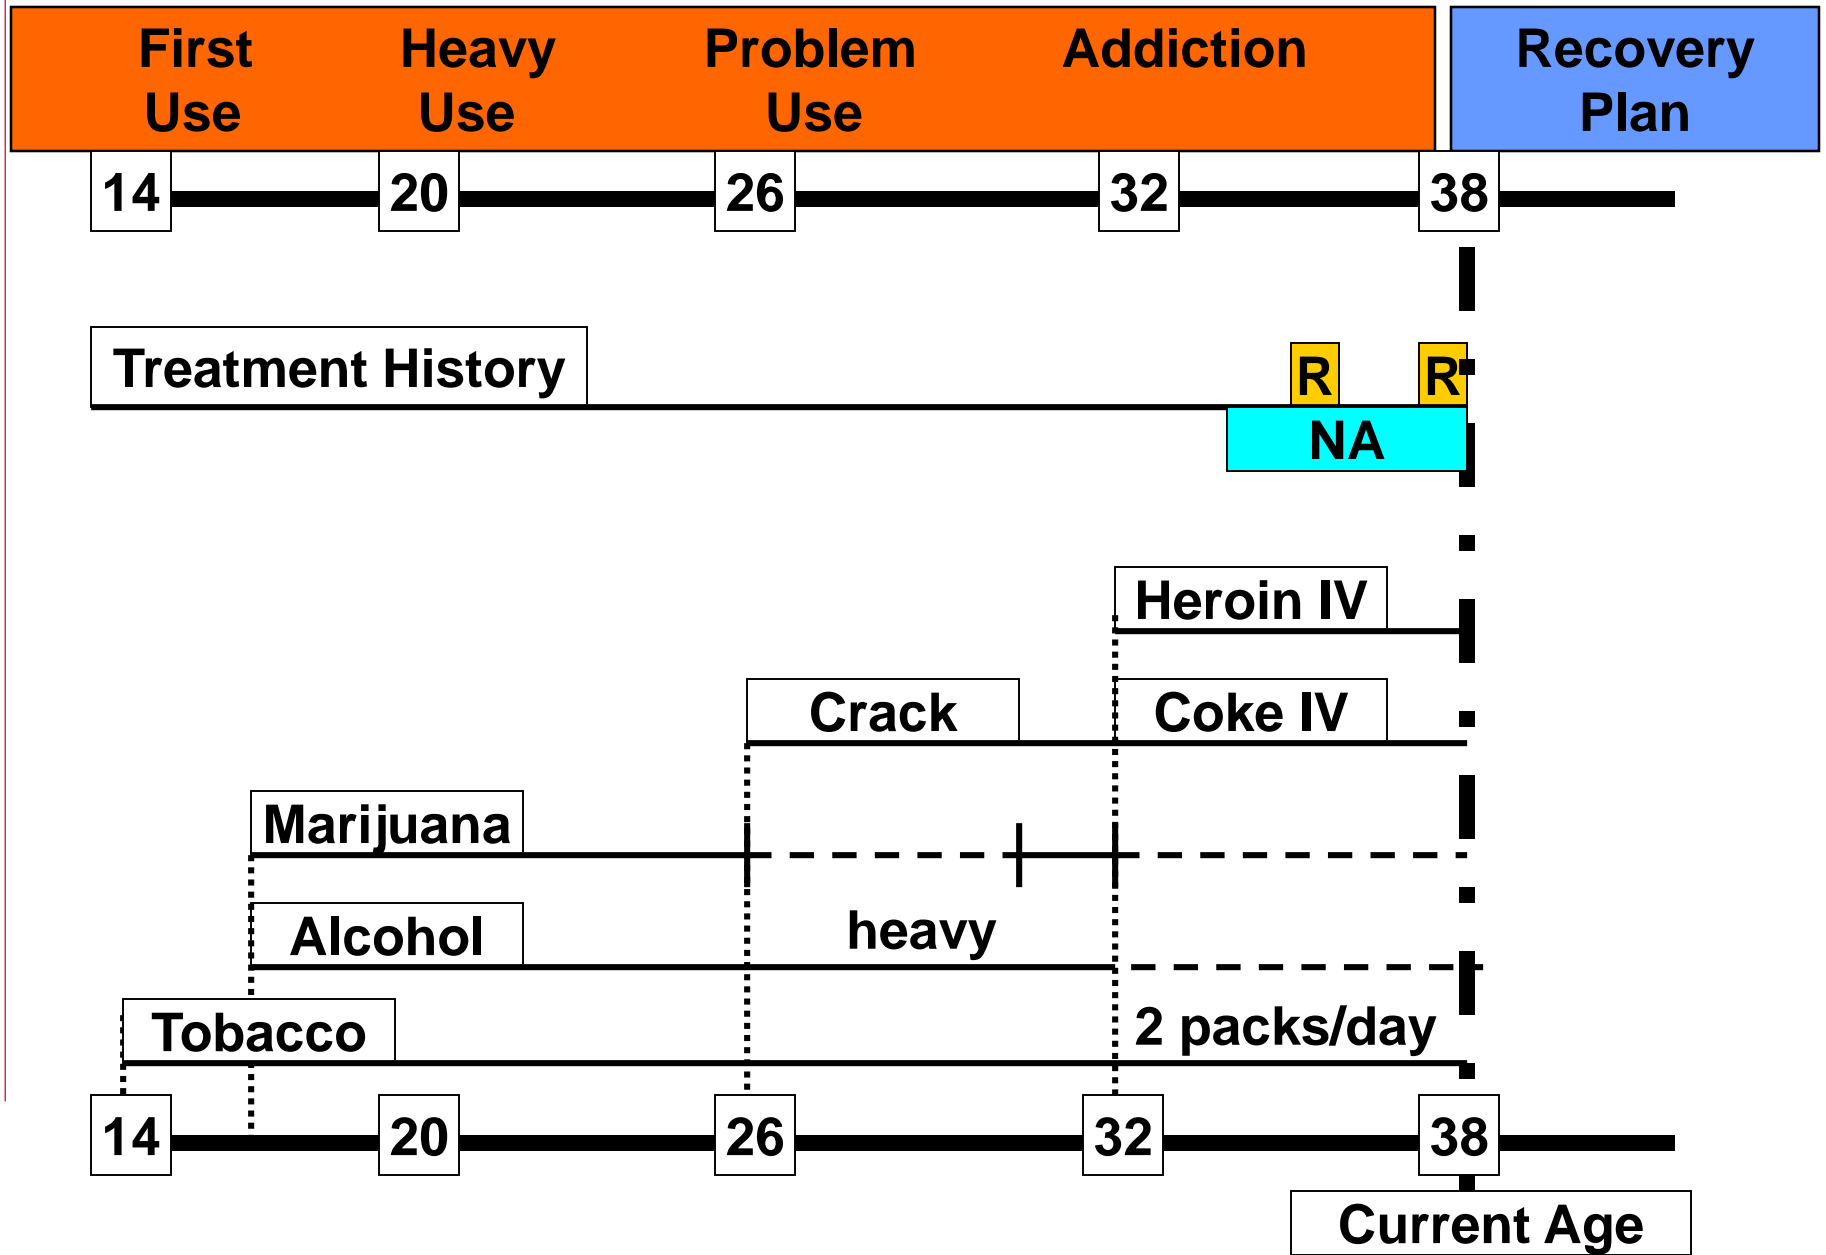 First Heavy Problem Addiction Recovery
Use Use Use Plan
14 20 26 32 38
Treatment History R R
NA
Heroin IV
Crack Coke IV
Marijuana
Alcohol heavy
Tobacco 2 packs/day
14 20 26 32 38
Current Age